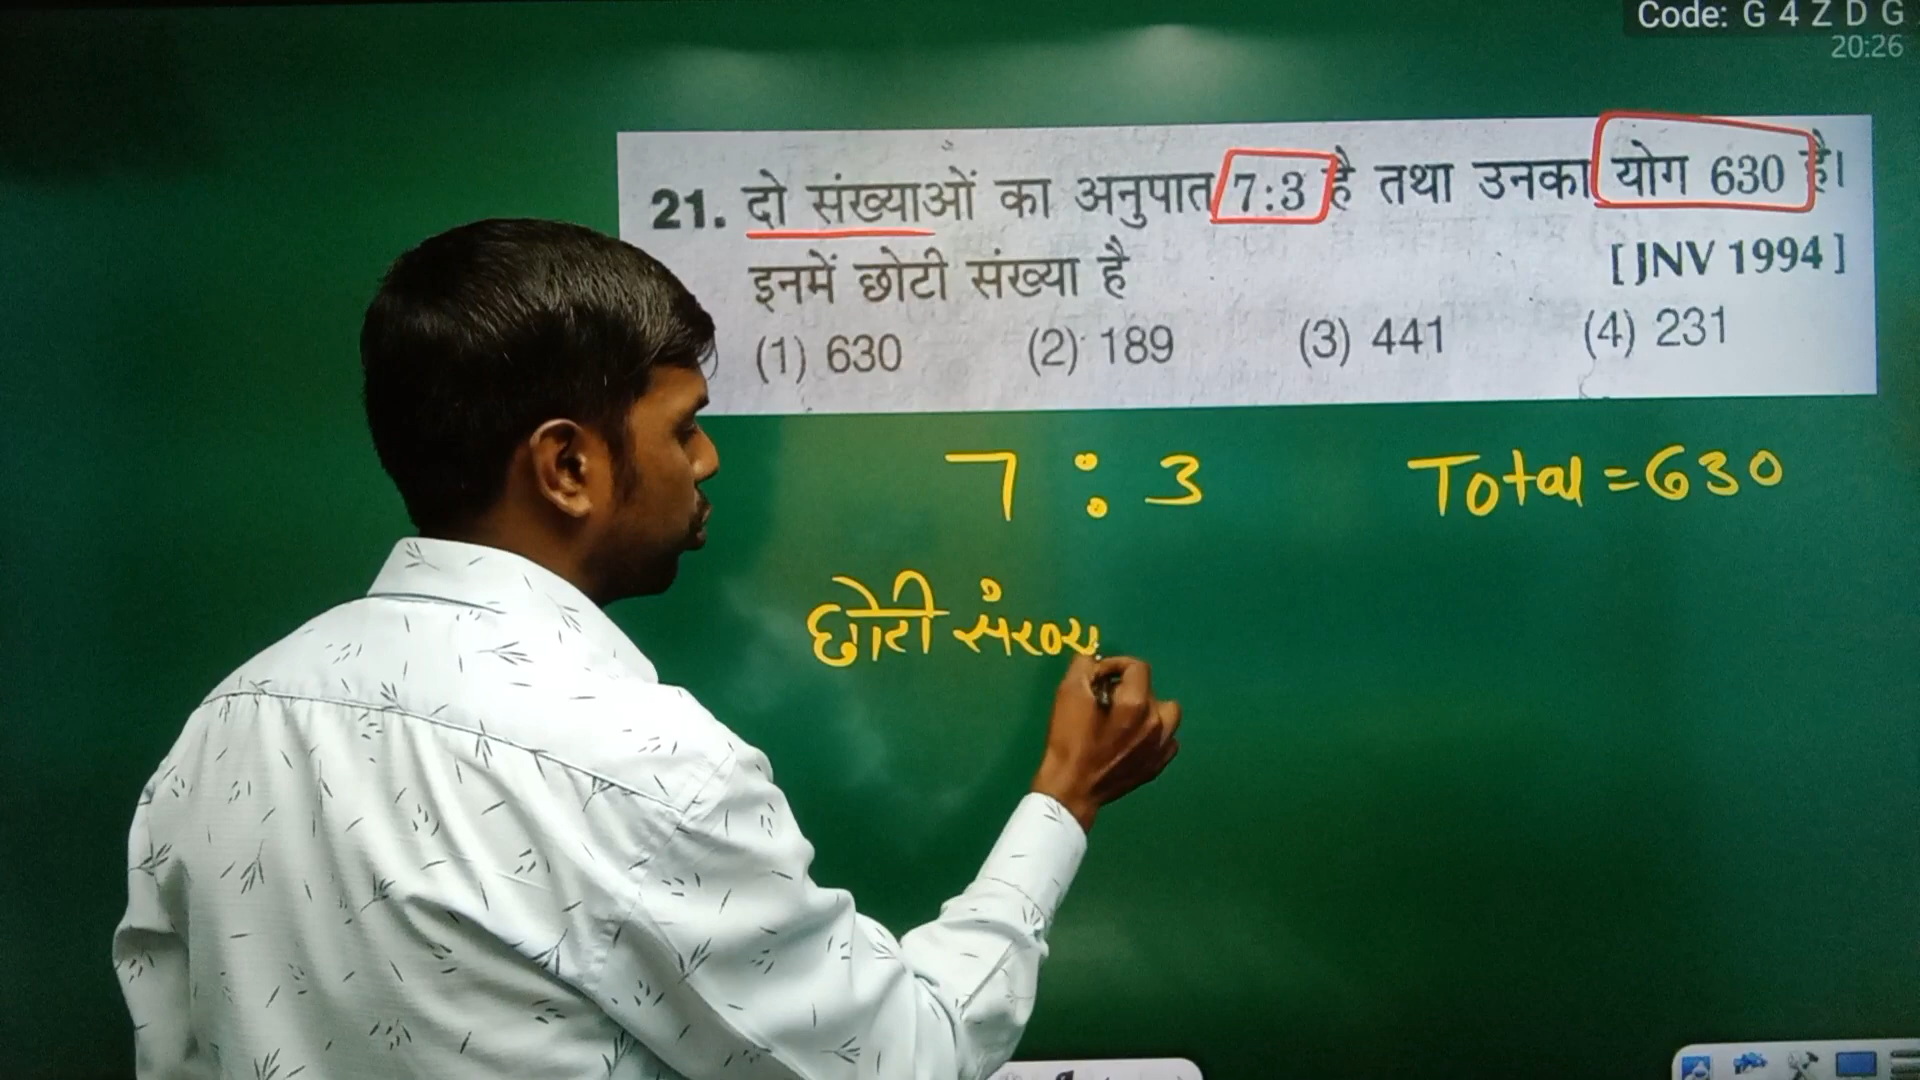 Code: G 4 Z D G
20:26
21. दो संख्याओं का अनुपात 7:3 है तथा उनका योग 630 है।
इनमें छोटी संख्या है [JNV 1994]
(1) 630 (2) 189 (3) 441 (4) 231
7 : 3 Total = 630
छोटी संख्य